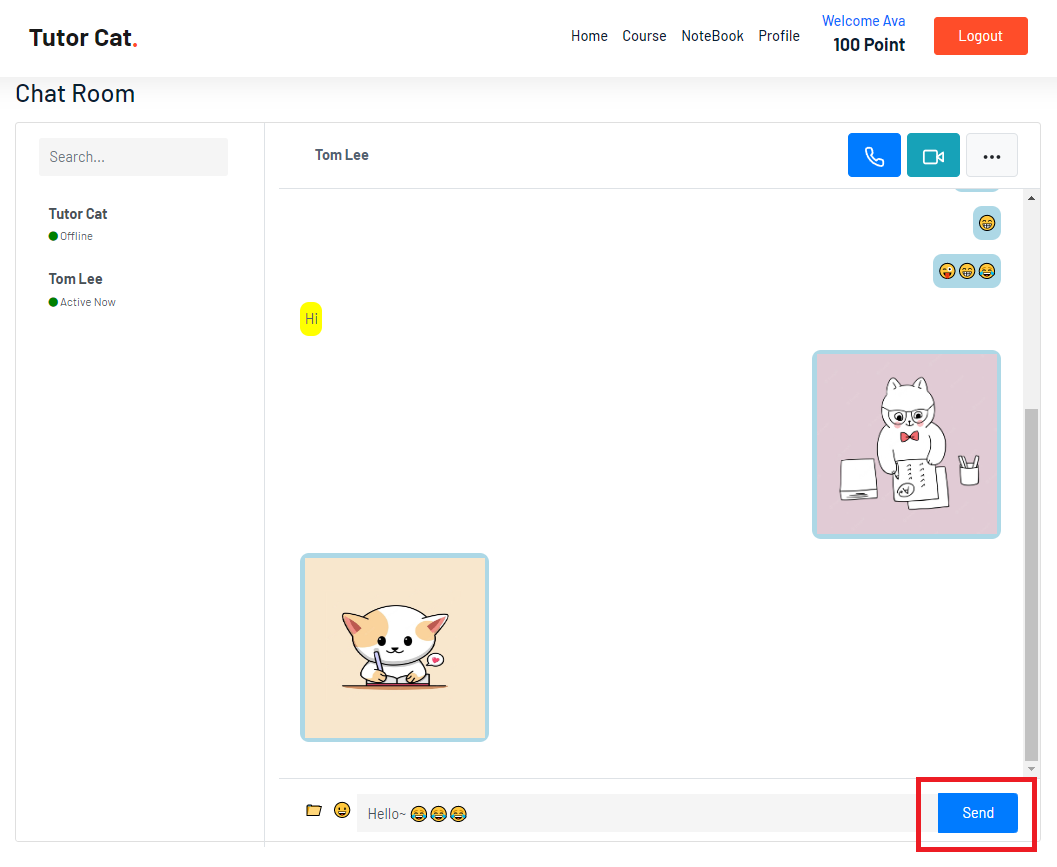 Tutor Cat.
Home Course NoteBook Profile
Welcome Ava
100 Point
Logout
Chat Room
Search...
Tutor Cat
Offline
Tom Lee
Active Now
Tom Lee
😁
😜😁😂
Hi
A+
Hello~ 😂😂😂
Send